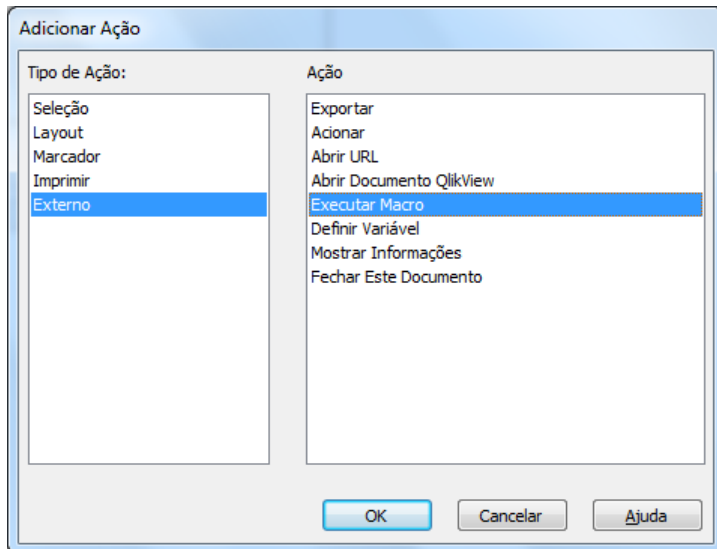 Adicionar Ação
Tipo de Ação:
Seleção
Layout
Marcador
Imprimir
Externo
Ação
Exportar
Acionar
Abrir URL
Abrir Documento QlikView
Executar Macro
Definir Variável
Mostrar Informações
Fechar Este Documento
OK
Cancelar
Ajuda